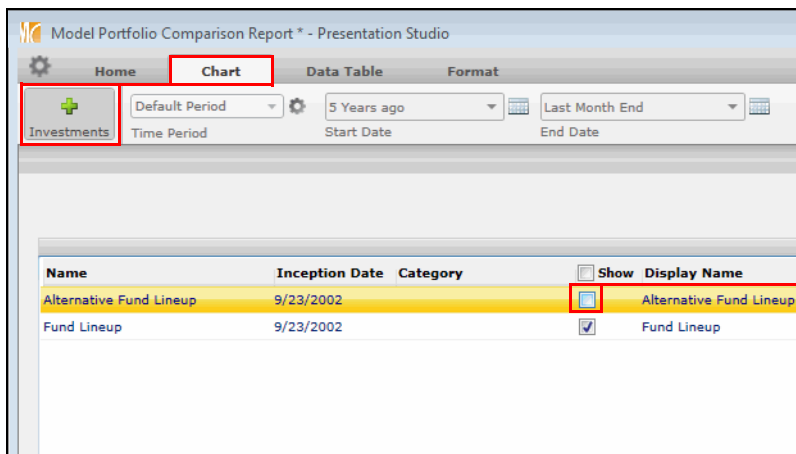 Model Portfolio Comparison Report * - Presentation Studio
Home Chart Data Table Format
Default Period 5 Years ago Last Month End
Investments Time Period Start Date End Date
Name Inception Date Category Show Display Name
Alternative Fund Lineup 9/23/2002 Alternative Fund Lineup
Fund Lineup 9/23/2002 Fund Lineup